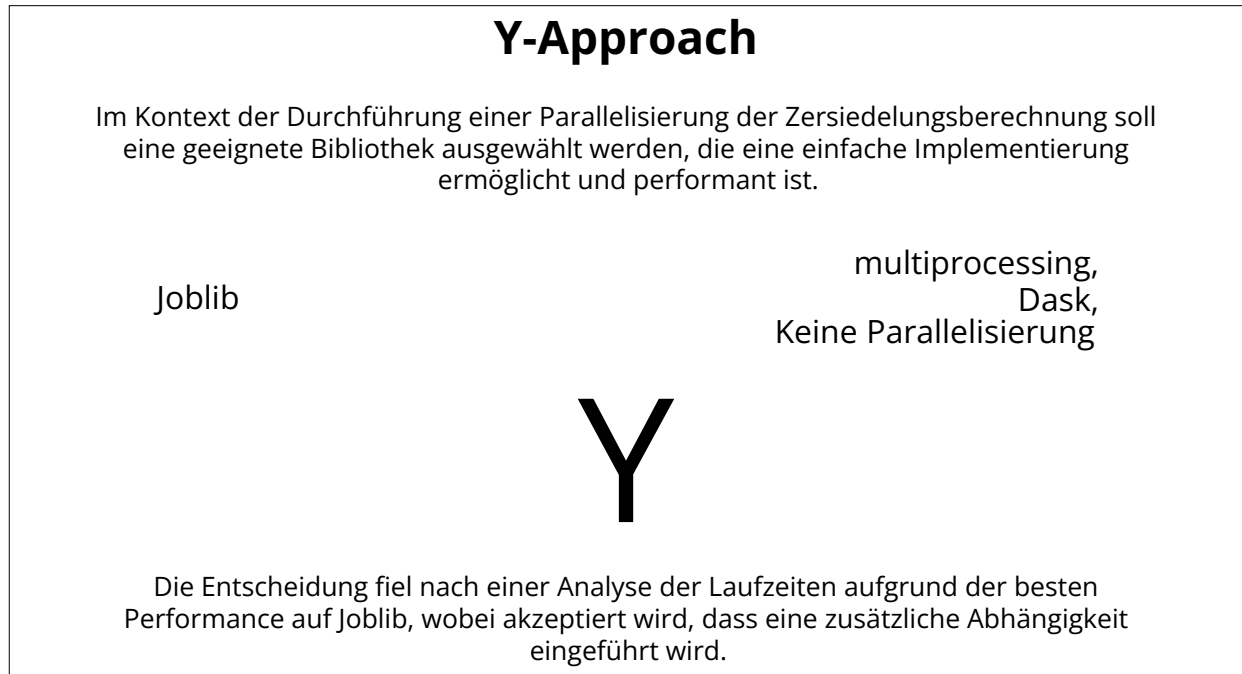 Y-Approach
Im Kontext der Durchführung einer Parallelisierung der Zersiedelungsberechnung soll
eine geeignete Bibliothek ausgewählt werden, die eine einfache Implementierung
ermöglicht und performant ist.
Joblib
multiprocessing,
Dask,
Keine Parallelisierung
Y
Die Entscheidung fiel nach einer Analyse der Laufzeiten aufgrund der besten
Performance auf Joblib, wobei akzeptiert wird, dass eine zusätzliche Abhängigkeit
eingeführt wird.